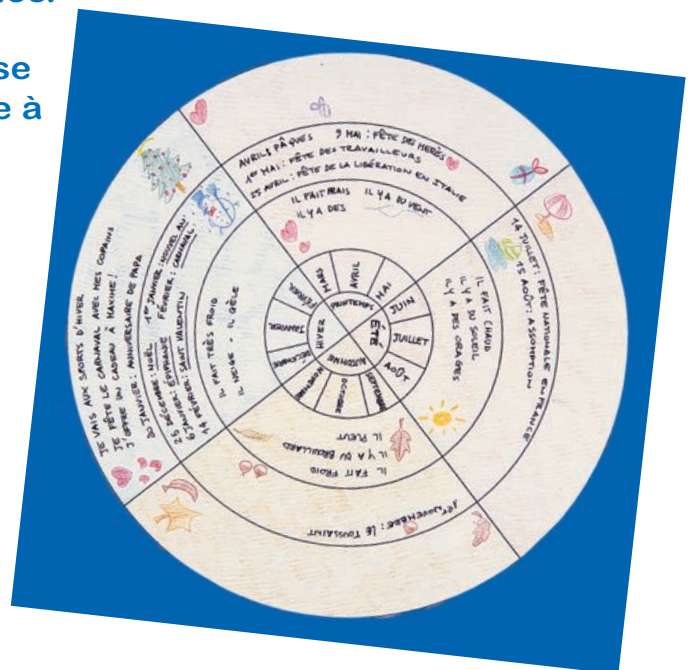 se
e à
AVRIL: PÂQUES 9 MAI : FÊTE DES MERÈS
1er MAI: FÊTE DES TRAVAILLEURS
25 AVRIL: FÊTE DE LA LIBÉRATION EN ITALIE
IL FAIT FRAIS IL Y A DU VENT
IL Y A DES
MARS
AVRIL
MAI
PRINTEMPS
14 JUILLET: FÊTE NATIONALE EN FRANCE
15 AOÛT: ASSOMPTION
IL FAIT CHAUD
IL Y A DU SOLEIL
IL Y A DES ORAGES
JUIN
JUILLET
AOÛT
ÉTÉ
SEPTEMBRE
OCTOBRE
NOVEMBRE
AUTOMNE
IL PLEUT
IL Y A DU BROUILLARD
IL FAIT FROID
1er NOVEMBRE: LE TOUSSAINT
JE VAIS AUX SPORTS D'HIVER
JE FÊTE LE CARNAVAL AVEC MES COPAINS
J'OFFRE UN CADEAU À MAXIME!
30 JANVIER: ANNIVERSAIRE DE PAPA
25 DÉCEMBRE: NOËL 1er JANVIER: NOUVEL AN
6 JANVIER: ÉPIPHANIE FÉVRIER: CARNAVAL
14 FÉVRIER: SAINT VALENTIN
IL FAIT TRÈS FROID
IL NEIGE - IL GÈLE
DÉCEMBRE
JANVIER
FÉVRIER
HIVER